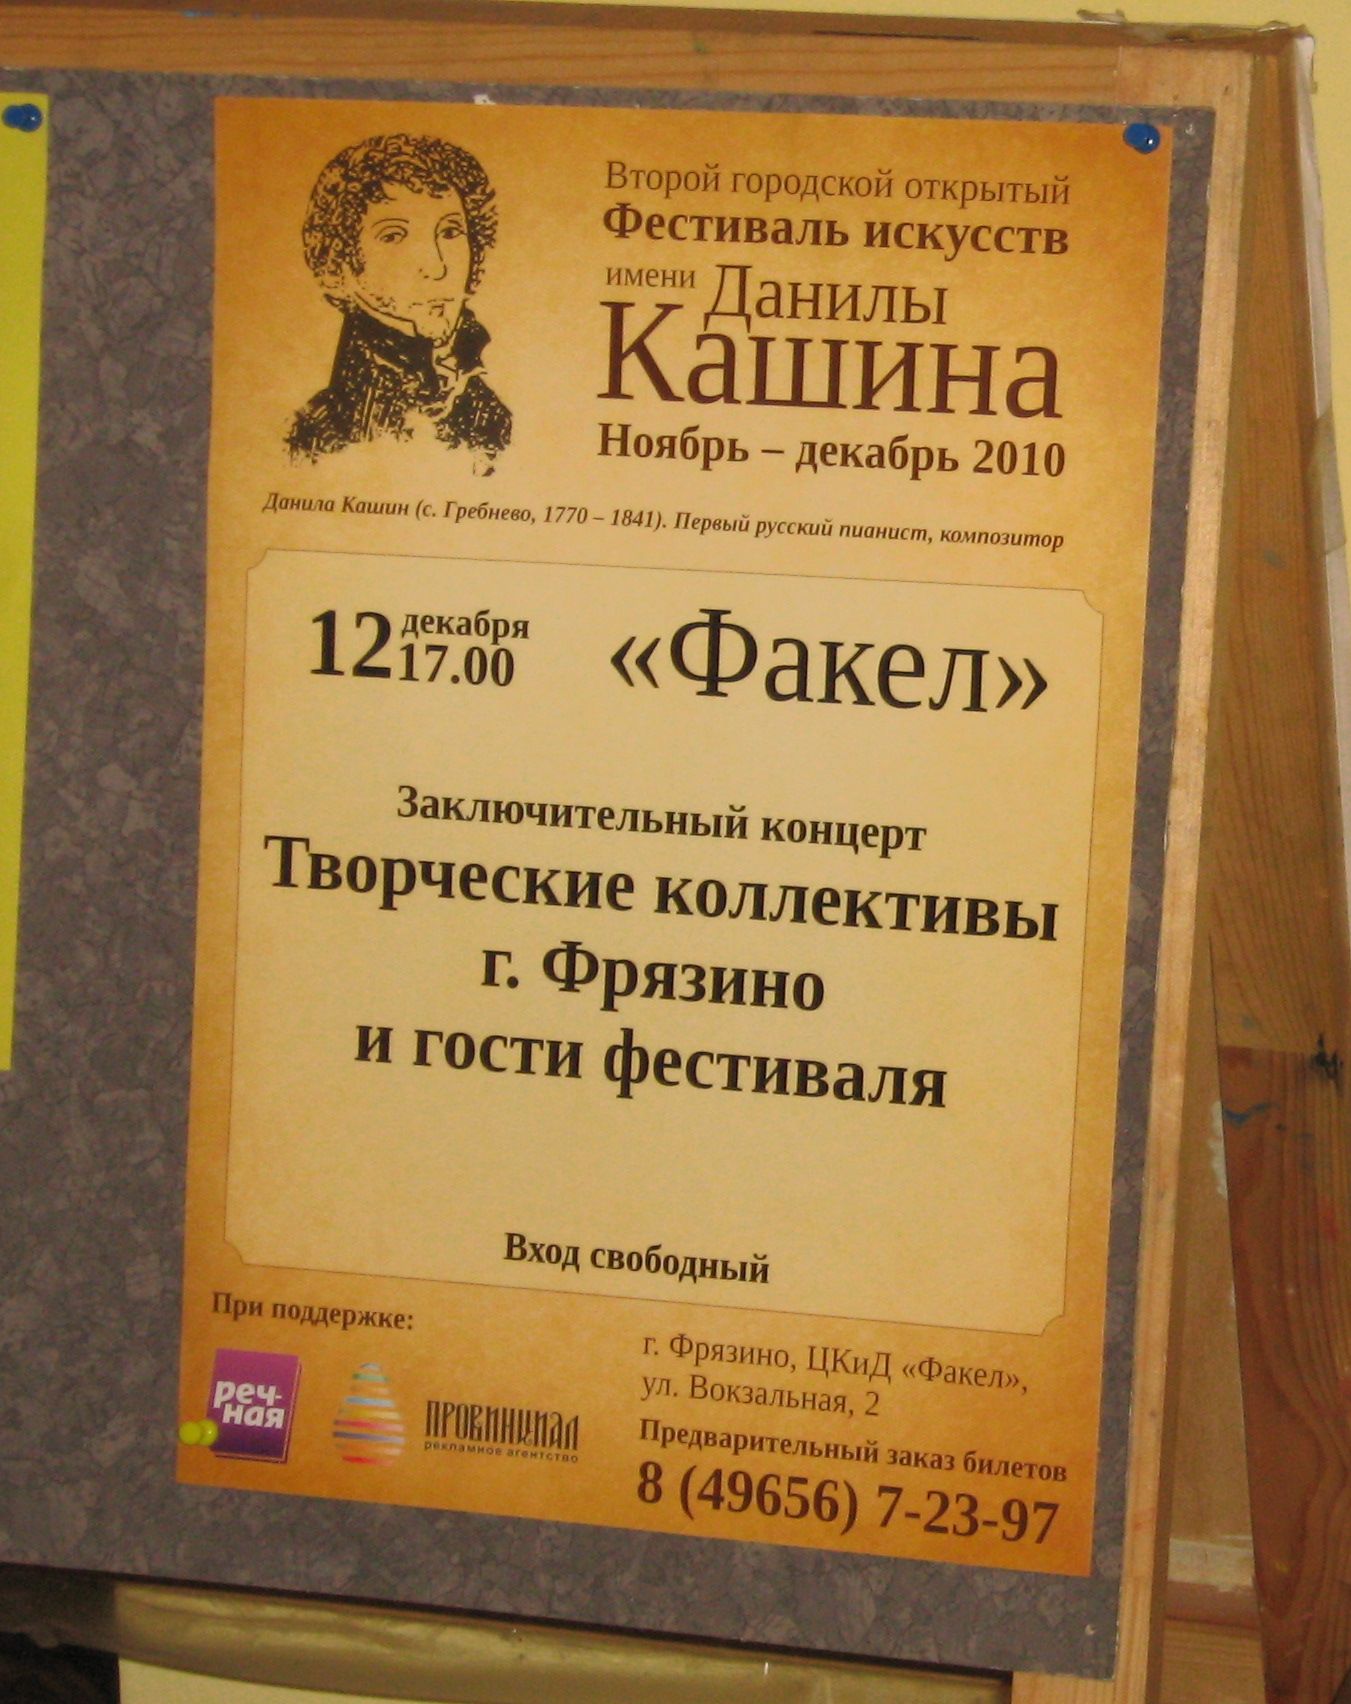 Второй городской открытый
Фестиваль искусств
имени Данилы
Кашина
Ноябрь – декабрь 2010
Данила Кашин (с. Гребнево, 1770 – 1841). Первый русский пианист, композитор
12 декабря
17.00
«Факел»
Заключительный концерт
Творческие коллективы
г. Фрязино
и гости фестиваля
Вход свободный
При поддержке:
реч-
ная
ПРОВИНЦИАЛ
рекламное агентство
г. Фрязино, ЦКиД «Факел»,
ул. Вокзальная, 2
Предварительный заказ билетов
8 (49656) 7-23-97